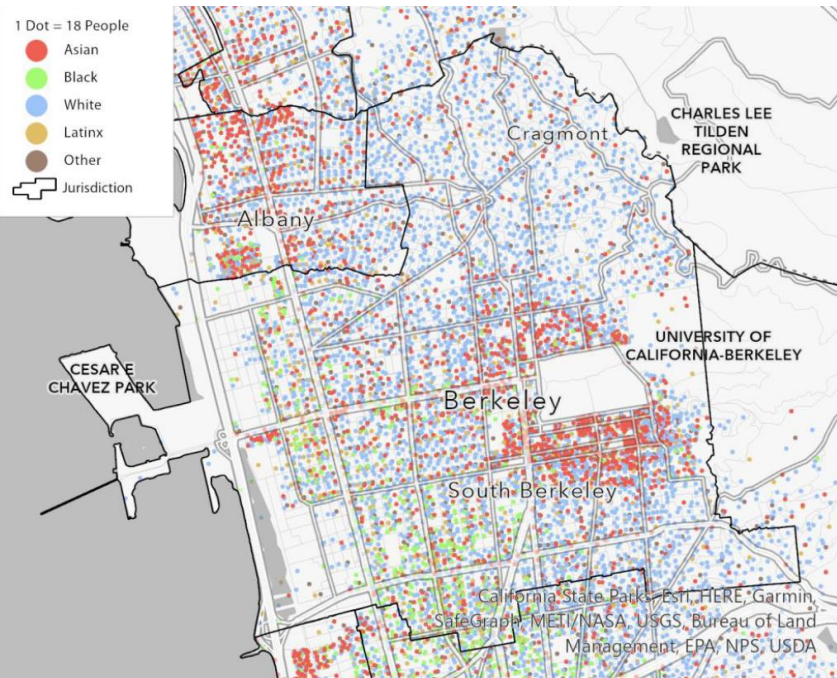 1 Dot = 18 People
Asian
Black
White
Latinx
Other
Jurisdiction
CHARLES LEE
TILDEN
REGIONAL
PARK
Cragmont
Albany
UNIVERSITY OF
CALIFORNIA-BERKELEY
CESAR E
CHAVEZ PARK
Berkeley
South Berkeley
California State Parks, Esri, HERE, Garmin,
SafeGraph, METI/NASA, USGS, Bureau of Land
Management, EPA, NPS, USDA